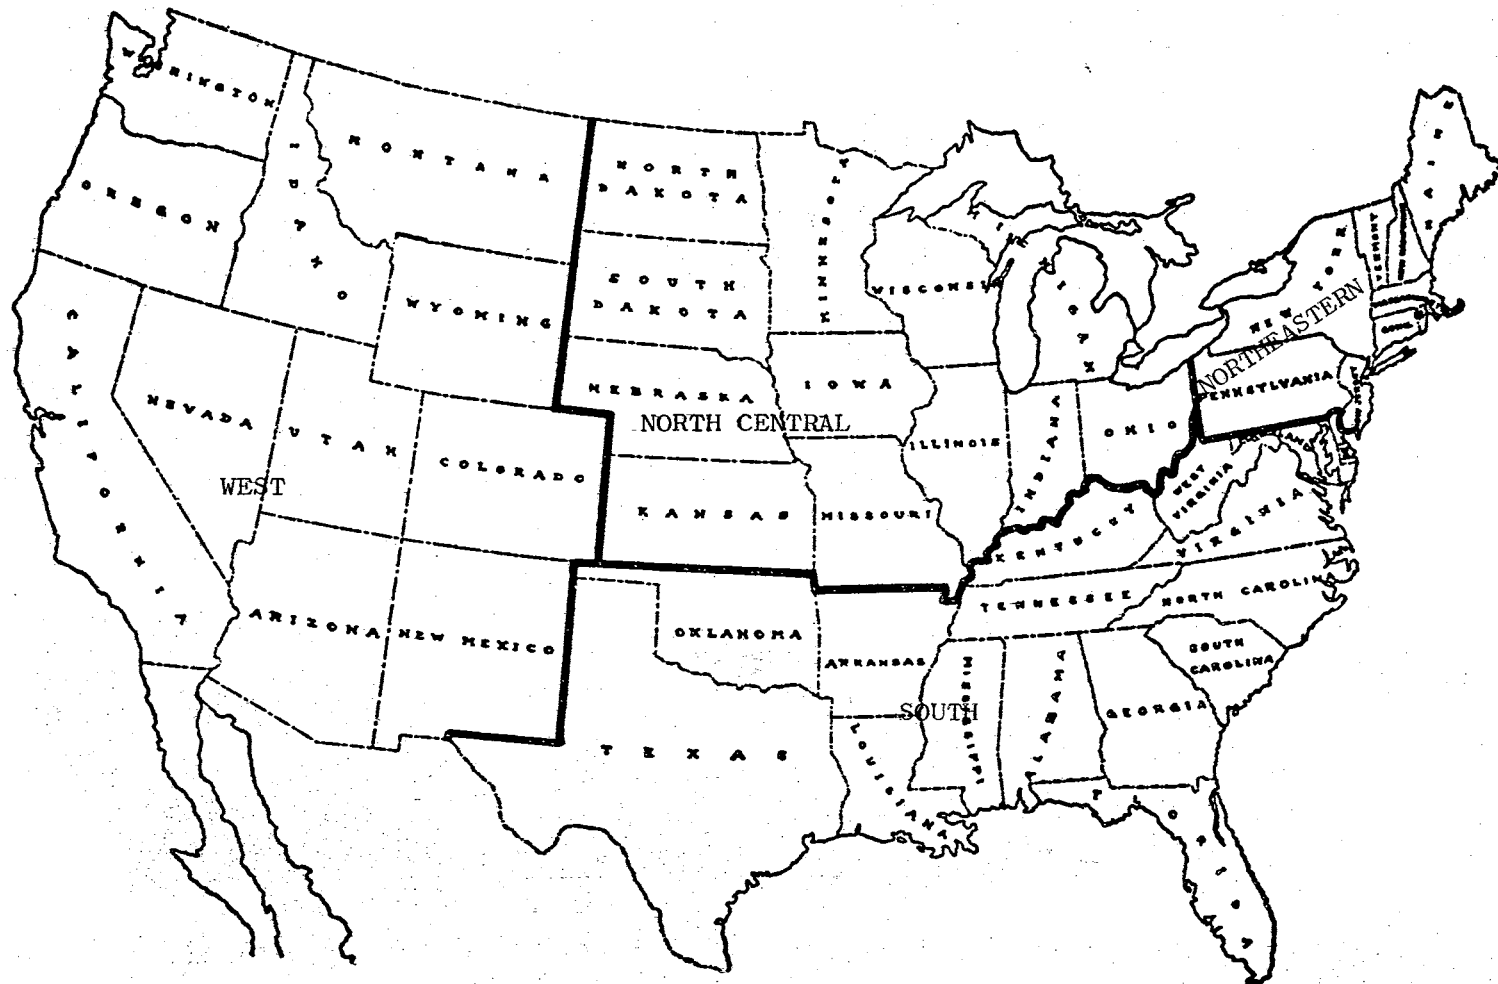 WASHINGTON
MONTANA
NORTH
DAKOTA
MINNESOTA
MAINE
OREGON
IDAHO
SOUTH
DAKOTA
WISCONSIN
MICHIGAN
VERMONT
NEW YORK
WYOMING
NORTHEASTERN
CALIFORNIA
NEVADA
UTAH
COLORADO
NEBRASKA
IOWA
NORTH CENTRAL
ILLINOIS
INDIANA
OHIO
PENNSYLVANIA
CONN.
WEST
KANSAS
MISSOURI
KENTUCKY
WEST
VIRGINIA
VIRGINIA
ARIZONA
NEW MEXICO
OKLAHOMA
TENNESSEE
NORTH CAROLINA
ARKANSAS
SOUTH
CAROLINA
TEXAS
SOUTH
LOUISIANA
MISSISSIPPI
ALABAMA
GEORGIA
FLORIDA